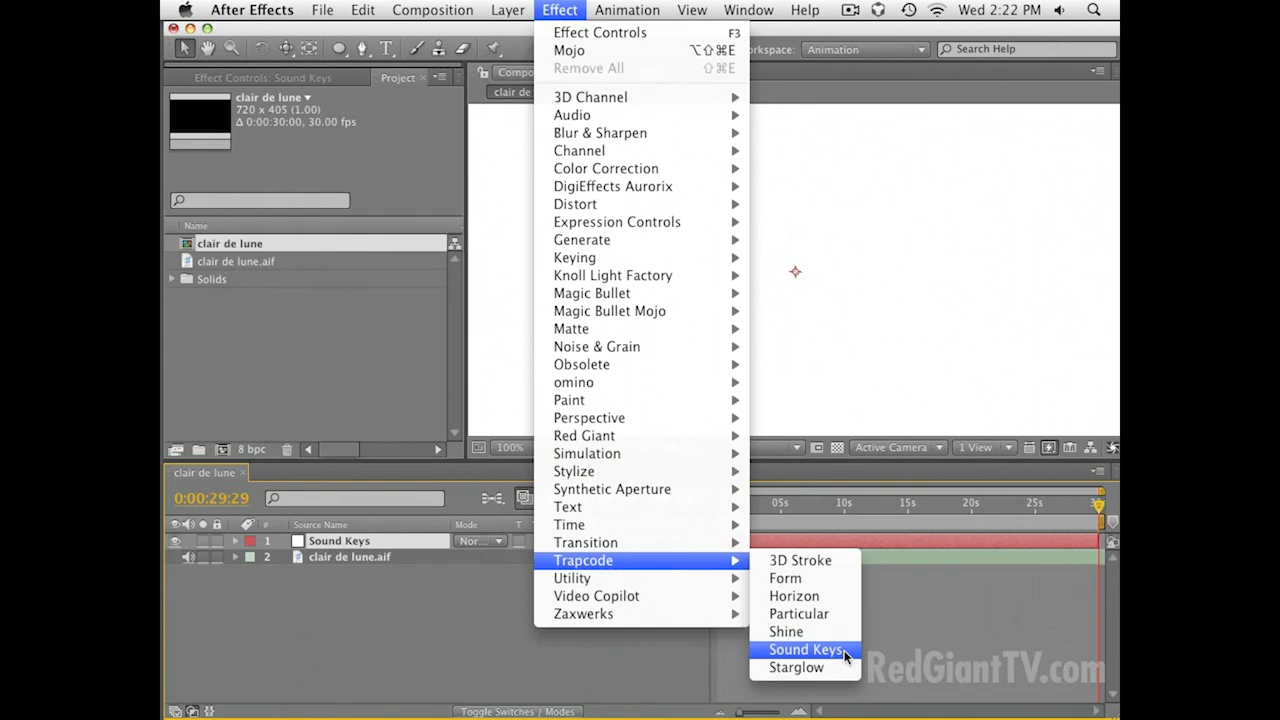 After Effects File Edit Composition Layer Effect Animation View Window Help Wed 2:22 PM
Effect Controls F3
Mojo ⌥⇧⌘E
Remove All ⇧⌘E
3D Channel
Audio
Blur & Sharpen
Channel
Color Correction
DigiEffects Aurorix
Distort
Expression Controls
Generate
Keying
Knoll Light Factory
Magic Bullet
Magic Bullet Mojo
Matte
Noise & Grain
Obsolete
omino
Paint
Perspective
Red Giant
Simulation
Stylize
Synthetic Aperture
Text
Time
Transition
Trapcode
Utility
Video Copilot
Zaxwerks
3D Stroke
Form
Horizon
Particular
Shine
Sound Keys
Starglow
kspace: Animation Search Help
Effect Controls: Sound Keys Project
clair de lune
720 x 405 (1.00)
Δ 0:00:30:00, 30.00 fps
Name
clair de lune
clair de lune.aif
Solids
8 bpc
Compo
clair de
100% Active Camera 1 View
clair de lune
0:00:29:29
05s 10s 15s 20s 25s
# Source Name Mode T
1 Sound Keys Nor...
2 clair de lune.aif
Toggle Switches / Modes
RedGiantTV.com